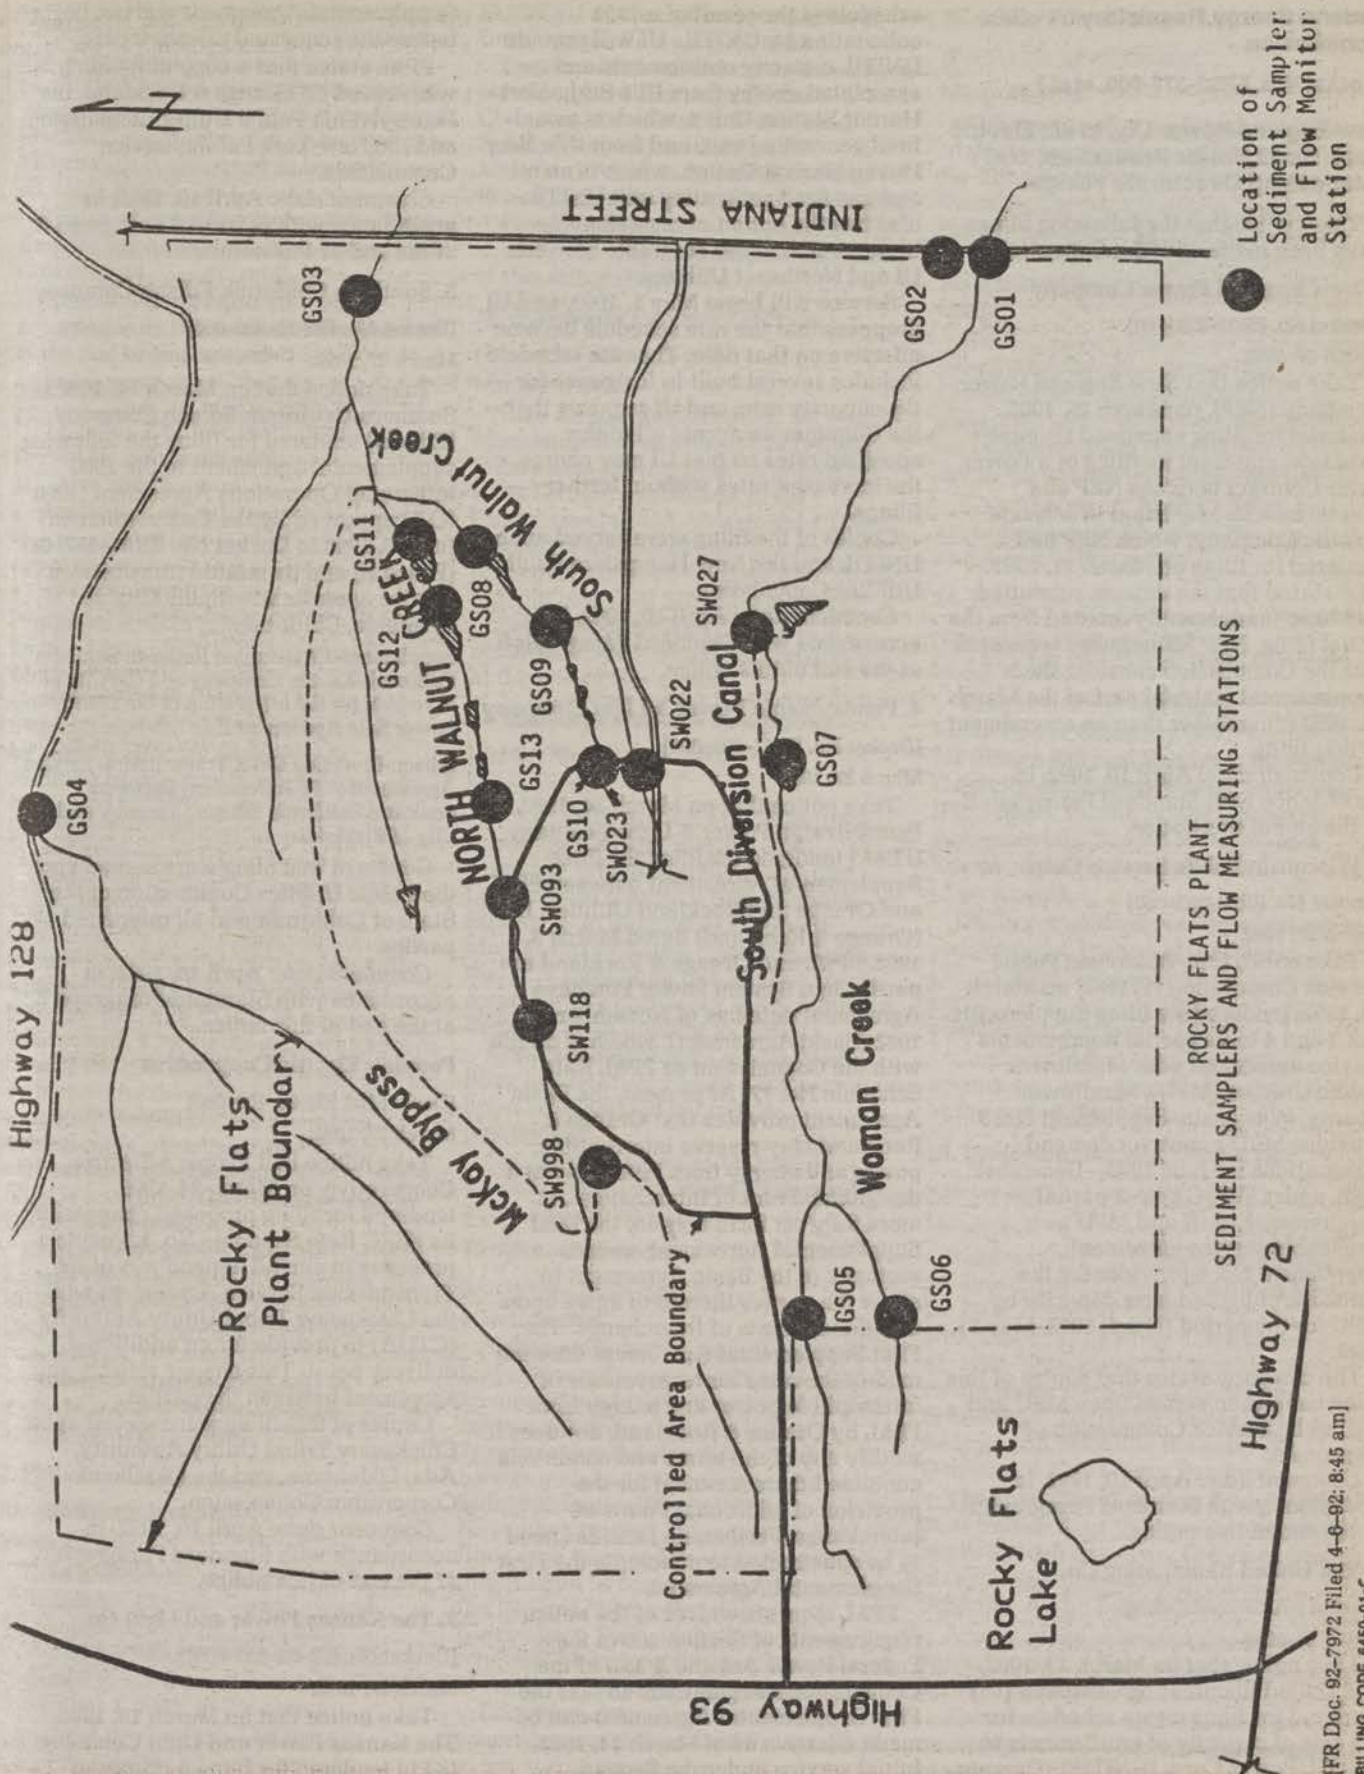 N
Highway 128
GS04
GS03
INDIANA STREET
Rocky Flats
Plant Boundary
McKay Bypass
NORTH WALNUT
CREEK
South Walnut Creek
GS11
GS12
GS08
GS09
GS13
GS10
SW023
SW022
SW093
SW118
SW998
SW027
GS07
GS02
GS01
South Diversion Canal
Woman Creek
Controlled Area Boundary
GS05
GS06
Highway 93
Rocky Flats
Lake
Highway 72
Location of
Sediment Sampler
and Flow Monitor
Station
ROCKY FLATS PLANT
SEDIMENT SAMPLERS AND FLOW MEASURING STATIONS
[FR Doc. 92-7972 Filed 4-6-92; 8:45 am]